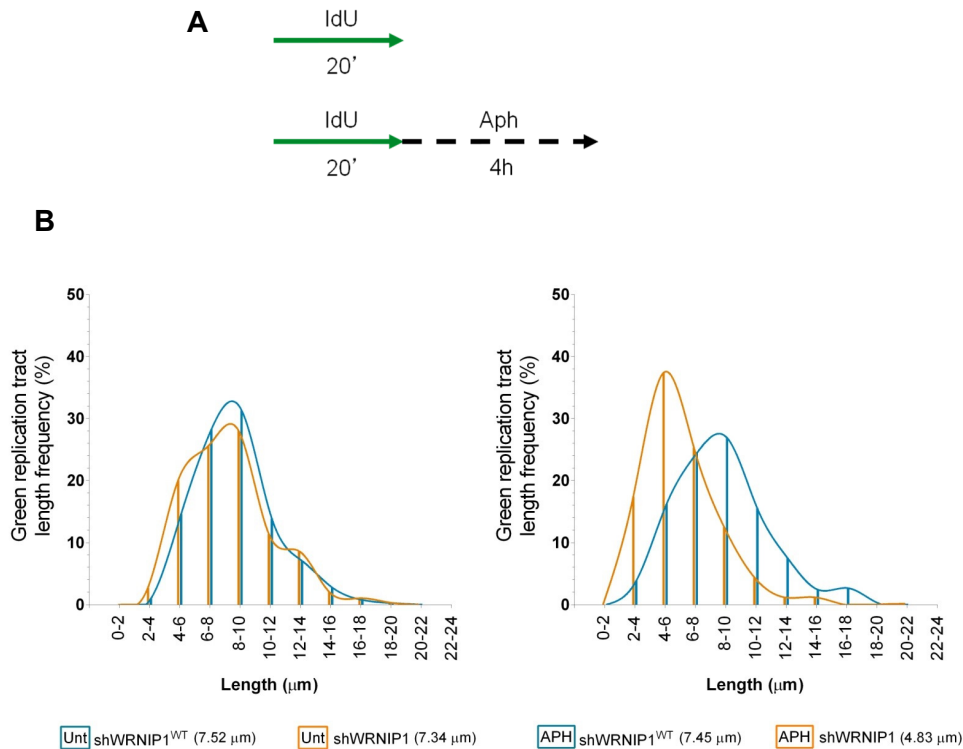 A
IdU
20'
IdU
Aph
20'
4h
B
Green replication tract
length frequency (%)
50
40
30
20
10
0
0-2
2-4
4-6
6-8
8-10
10-12
12-14
14-16
16-18
18-20
20-22
22-24
Length (μm)
Unt shWRNIP1^WT (7.52 μm)
Unt shWRNIP1 (7.34 μm)
Green replication tract
length frequency (%)
50
40
30
20
10
0
0-2
2-4
4-6
6-8
8-10
10-12
12-14
14-16
16-18
18-20
20-22
22-24
Length (μm)
APH shWRNIP1^WT (7.45 μm)
APH shWRNIP1 (4.83 μm)